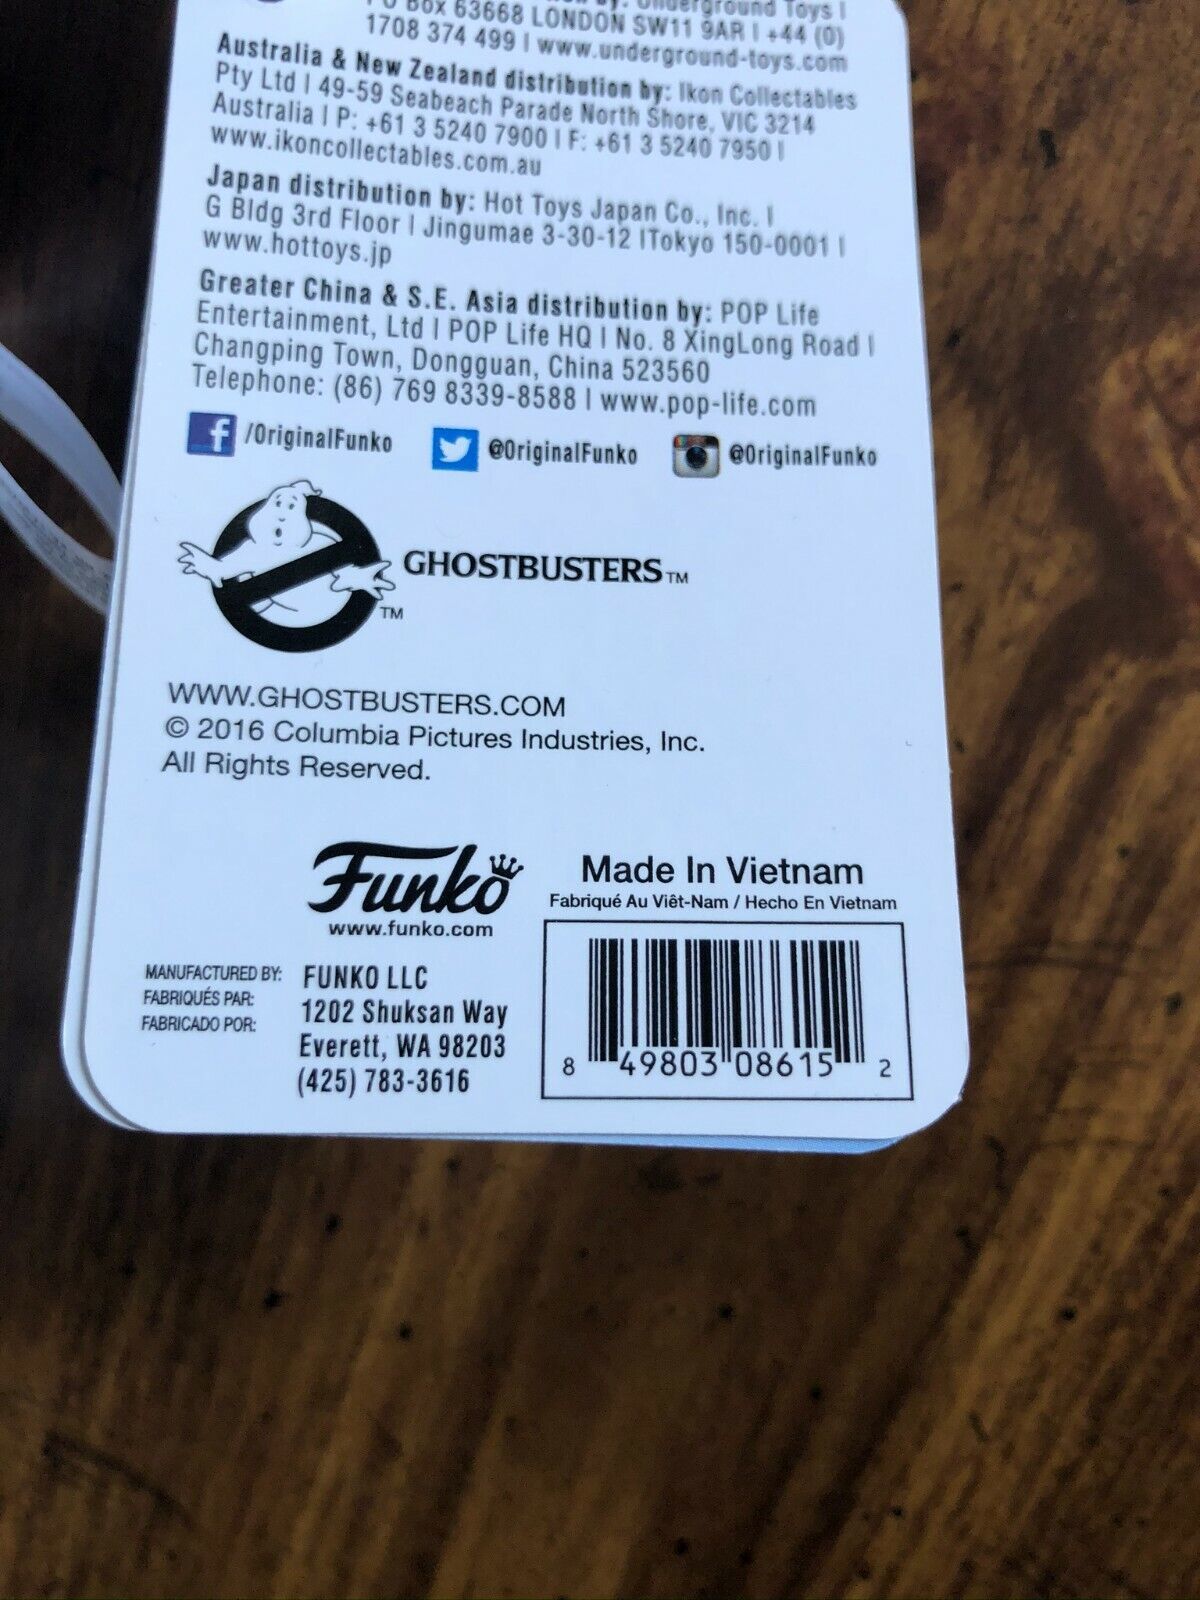 PO Box 63668 LONDON SW11 9AR | +44 (0)
1708 374 499 | www.underground-toys.com
Australia & New Zealand distribution by: Ikon Collectables
Pty Ltd | 49-59 Seabeach Parade North Shore, VIC 3214
Australia | P: +61 3 5240 7900 | F: +61 3 5240 7950 |
www.ikoncollectables.com.au
Japan distribution by: Hot Toys Japan Co., Inc. |
G Bldg 3rd Floor | Jingumae 3-30-12 |Tokyo 150-0001 |
www.hottoys.jp
Greater China & S.E. Asia distribution by: POP Life
Entertainment, Ltd | POP Life HQ | No. 8 XingLong Road |
Changping Town, Dongguan, China 523560
Telephone: (86) 769 8339-8588 | www.pop-life.com
f /OriginalFunko @OriginalFunko @OriginalFunko
GHOSTBUSTERS TM
TM
WWW.GHOSTBUSTERS.COM
© 2016 Columbia Pictures Industries, Inc.
All Rights Reserved.
Funko
www.funko.com
Made In Vietnam
Fabriqué Au Viêt-Nam / Hecho En Vietnam
MANUFACTURED BY: FUNKO LLC
FABRIQUÉS PAR: 1202 Shuksan Way
FABRICADO POR: Everett, WA 98203
(425) 783-3616
8 49803 08615 2